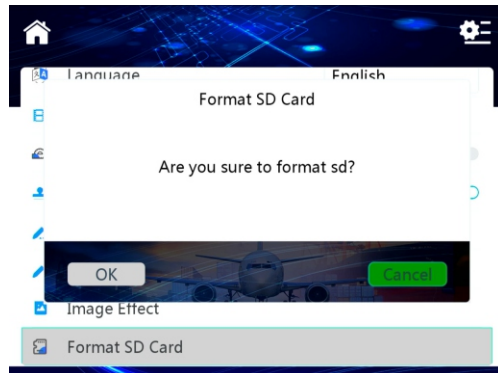 Language English
Format SD Card
Are you sure to format sd?
OK Cancel
Image Effect
Format SD Card